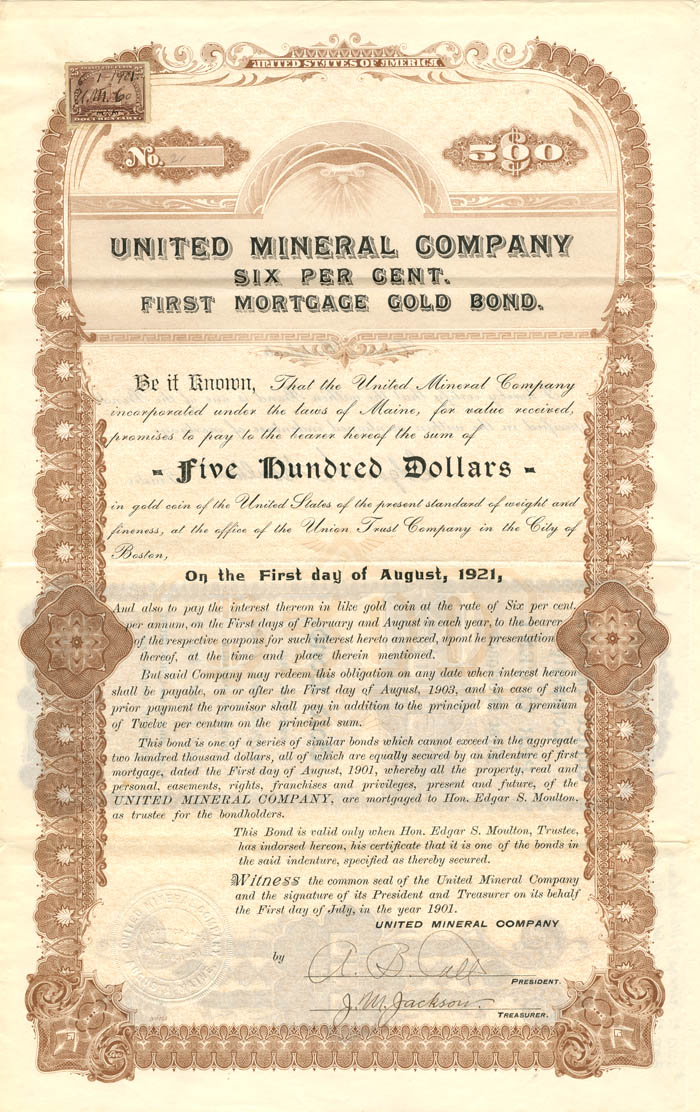 UNITED STATES OF AMERICA
DOCUMENTARY
No. 21
$500
UNITED MINERAL COMPANY
SIX PER CENT.
FIRST MORTGAGE GOLD BOND.
Be it Known, That the United Mineral Company
incorporated under the laws of Maine, for value received,
promises to pay to the bearer hereof the sum of
- Five Hundred Dollars -
in gold coin of the United States of the present standard of weight and
fineness, at the office of the Union Trust Company in the City of
Boston,
On the First day of August, 1921,
And also to pay the interest thereon in like gold coin at the rate of Six per cent.
per annum, on the First days of February and August in each year, to the bearer
of the respective coupons for such interest hereto annexed, upont he presentation
thereof, at the time and place therein mentioned.
But said Company may redeem this obligation on any date when interest hereon
shall be payable, on or after the First day of August, 1903, and in case of such
prior payment the promisor shall pay in addition to the principal sum a premium
of Twelve per centum on the principal sum.
This bond is one of a series of similar bonds which cannot exceed in the aggregate
two hundred thousand dollars, all of which are equally secured by an indenture of first
mortgage, dated the First day of August, 1901, whereby all the property, real and
personal, easements, rights, franchises and privileges, present and future, of the
UNITED MINERAL COMPANY, are mortgaged to Hon. Edgar S. Moulton,
as trustee for the bondholders.
This Bond is valid only when Hon. Edgar S. Moulton, Trustee,
has indorsed hereon, his certificate that it is one of the bonds in
the said indenture, specified as thereby secured.
Witness the common seal of the United Mineral Company
and the signature of its President and Treasurer on its behalf
the First day of July, in the year 1901.
UNITED MINERAL COMPANY
by A. B. Call
PRESIDENT.
J. M. Jackson
TREASURER.